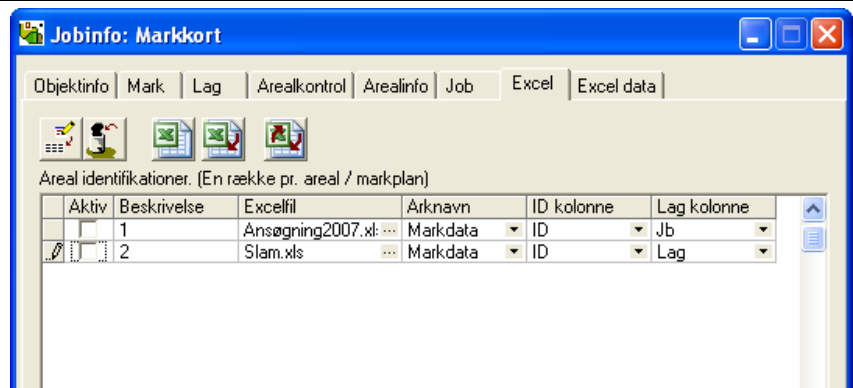 Jobinfo: Markkort
Objektinfo Mark Lag Arealkontrol Arealinfo Job Excel Excel data
Areal identifikationer. (En række pr. areal / markplan)
Aktiv Beskrivelse Excelfil Arknavn ID kolonne Lag kolonne
1 Ansøgning2007.xl ... Markdata ID Jb
2 Slam.xls ... Markdata ID Lag